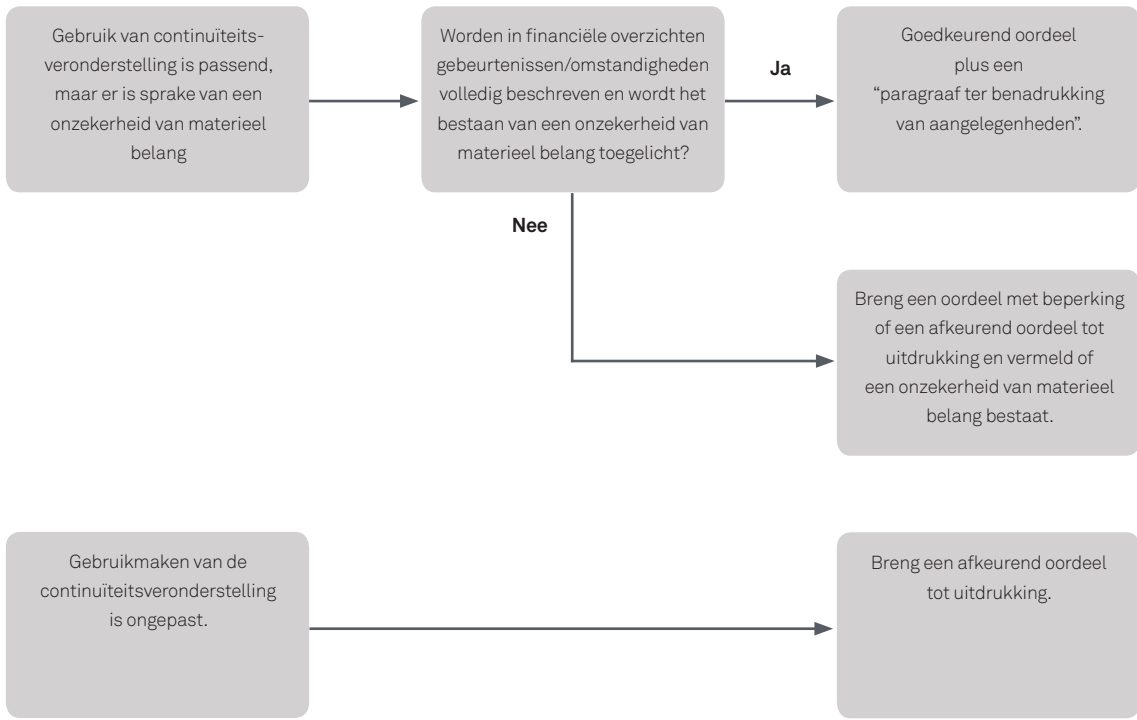 Gebruik van continuïteits-
veronderstelling is passend,
maar er is sprake van een
onzekerheid van materieel
belang
Worden in financiële overzichten
gebeurtenissen/omstandigheden
volledig beschreven en wordt het
bestaan van een onzekerheid van
materieel belang toegelicht?
Ja
Goedkeurend oordeel
plus een
“paragraaf ter benadrukking
van aangelegenheden”.
Nee
Breng een oordeel met beperking
of een afkeurend oordeel tot
uitdrukking en vermeld of
een onzekerheid van materieel
belang bestaat.
Gebruikmaken van de
continuïteitsveronderstelling
is ongepast.
Breng een afkeurend oordeel
tot uitdrukking.